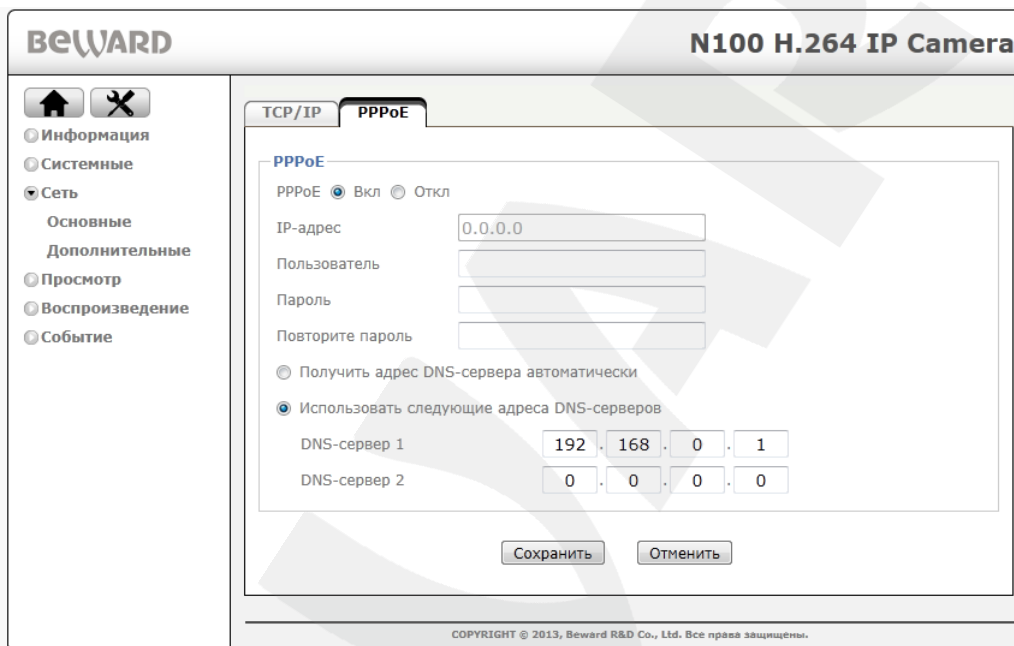 BEWARD
N100 H.264 IP Camera
Информация
Системные
Сеть
Основные
Дополнительные
Просмотр
Воспроизведение
Событие
TCP/IP PPPoE
PPPoE
PPPoE Вкл Откл
IP-адрес 0.0.0.0
Пользователь
Пароль
Повторите пароль
Получить адрес DNS-сервера автоматически
Использовать следующие адреса DNS-серверов
DNS-сервер 1 192 . 168 . 0 . 1
DNS-сервер 2 0 . 0 . 0 . 0
Сохранить Отменить
COPYRIGHT © 2013, Beward R&D Co., Ltd. Все права защищены.